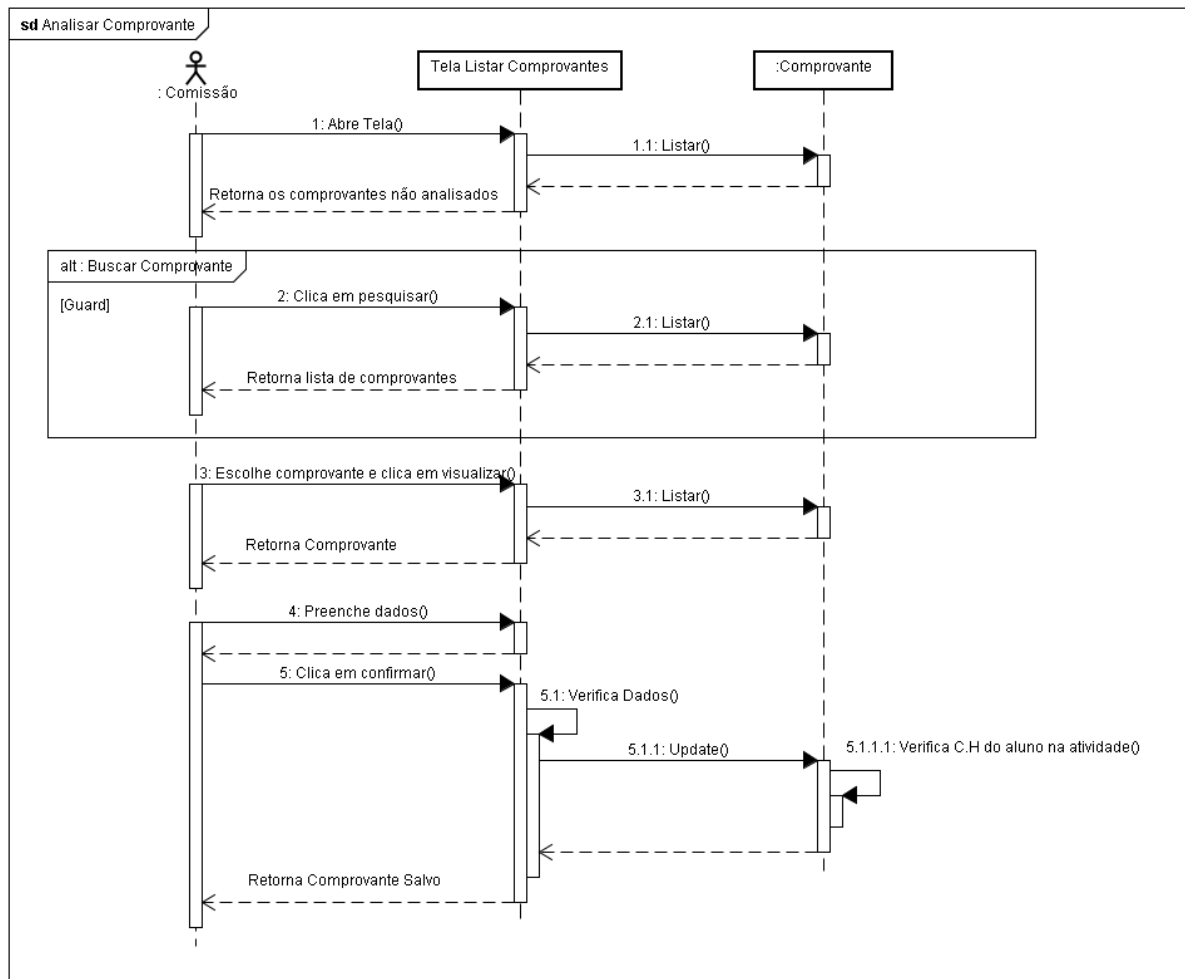 sd Analisar Comprovante
: Comissão
Tela Listar Comprovantes
:Comprovante
1: Abre Tela()
1.1: Listar()
Retorna os comprovantes não analisados
alt : Buscar Comprovante
[Guard]
2: Clica em pesquisar()
2.1: Listar()
Retorna lista de comprovantes
3: Escolhe comprovante e clica em visualizar()
3.1: Listar()
Retorna Comprovante
4: Preenche dados()
5: Clica em confirmar()
5.1: Verifica Dados()
5.1.1: Update()
5.1.1.1: Verifica C.H do aluno na atividade()
Retorna Comprovante Salvo